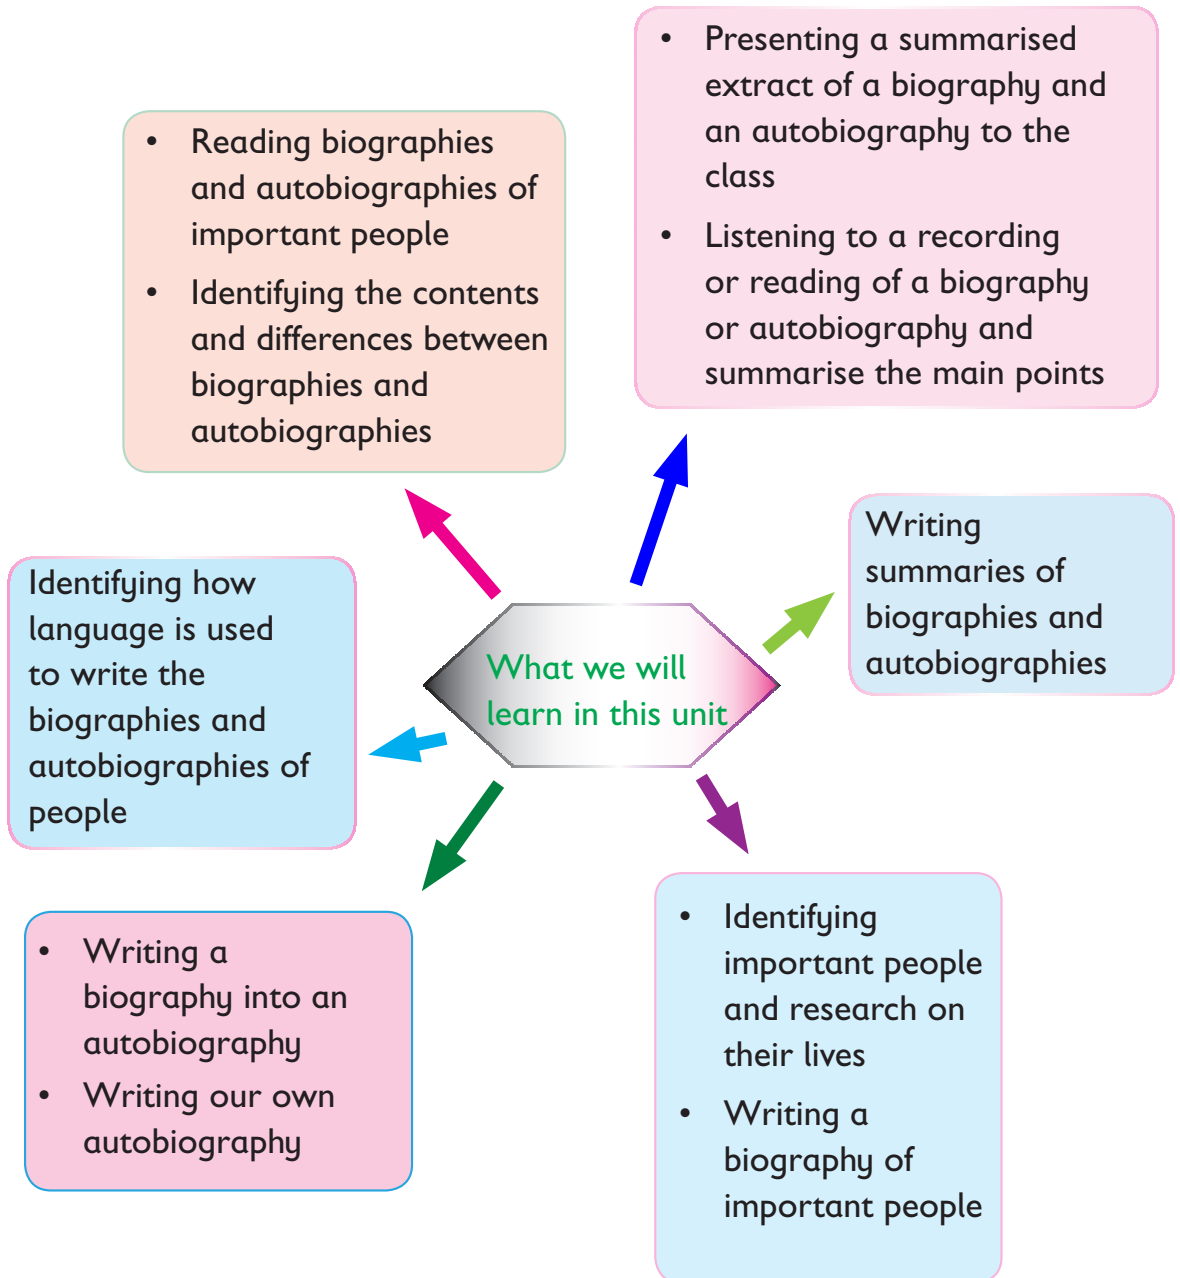 • Presenting a summarised
extract of a biography and
an autobiography to the
class
• Listening to a recording
or reading of a biography
or autobiography and
summarise the main points
• Reading biographies
and autobiographies of
important people
• Identifying the contents
and differences between
biographies and
autobiographies
Writing
summaries of
biographies and
autobiographies
Identifying how
language is used
to write the
biographies and
autobiographies of
people
What we will
learn in this unit
• Writing a
biography into an
autobiography
• Writing our own
autobiography
• Identifying
important people
and research on
their lives
• Writing a
biography of
important people